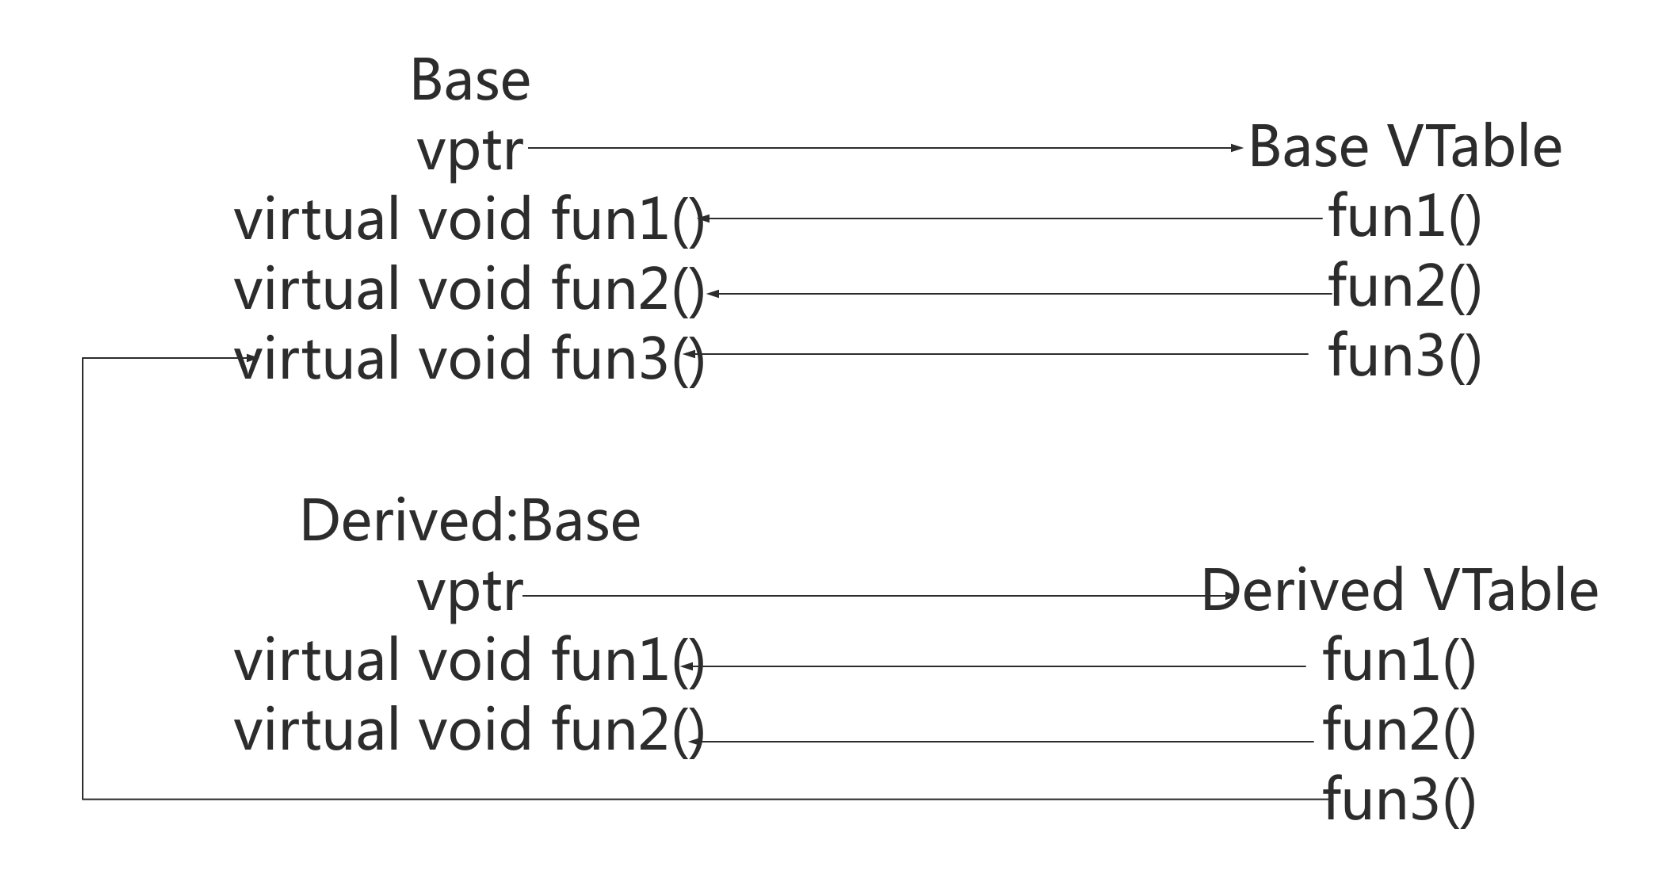 Base
vptr
virtual void fun1()
virtual void fun2()
virtual void fun3()
Base VTable
fun1()
fun2()
fun3()
Derived:Base
vptr
virtual void fun1()
virtual void fun2()
Derived VTable
fun1()
fun2()
fun3()